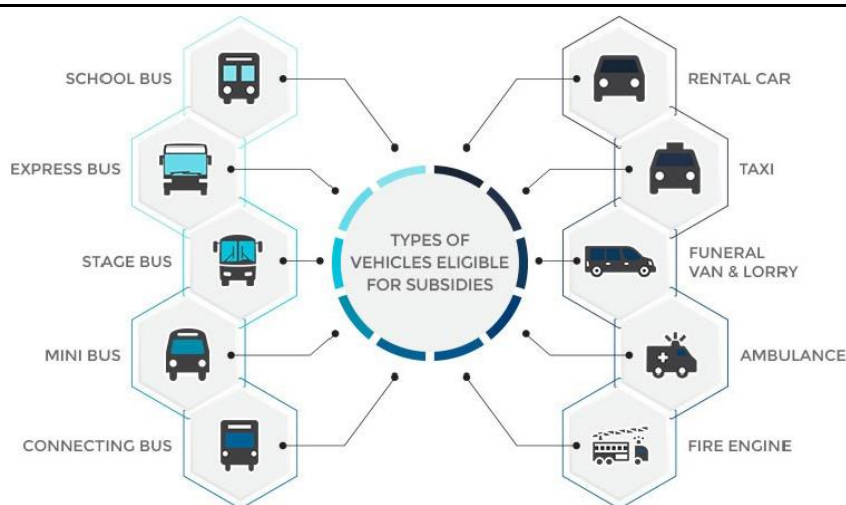 SCHOOL BUS
EXPRESS BUS
STAGE BUS
MINI BUS
CONNECTING BUS
TYPES OF
VEHICLES ELIGIBLE
FOR SUBSIDIES
RENTAL CAR
TAXI
FUNERAL
VAN & LORRY
AMBULANCE
FIRE ENGINE